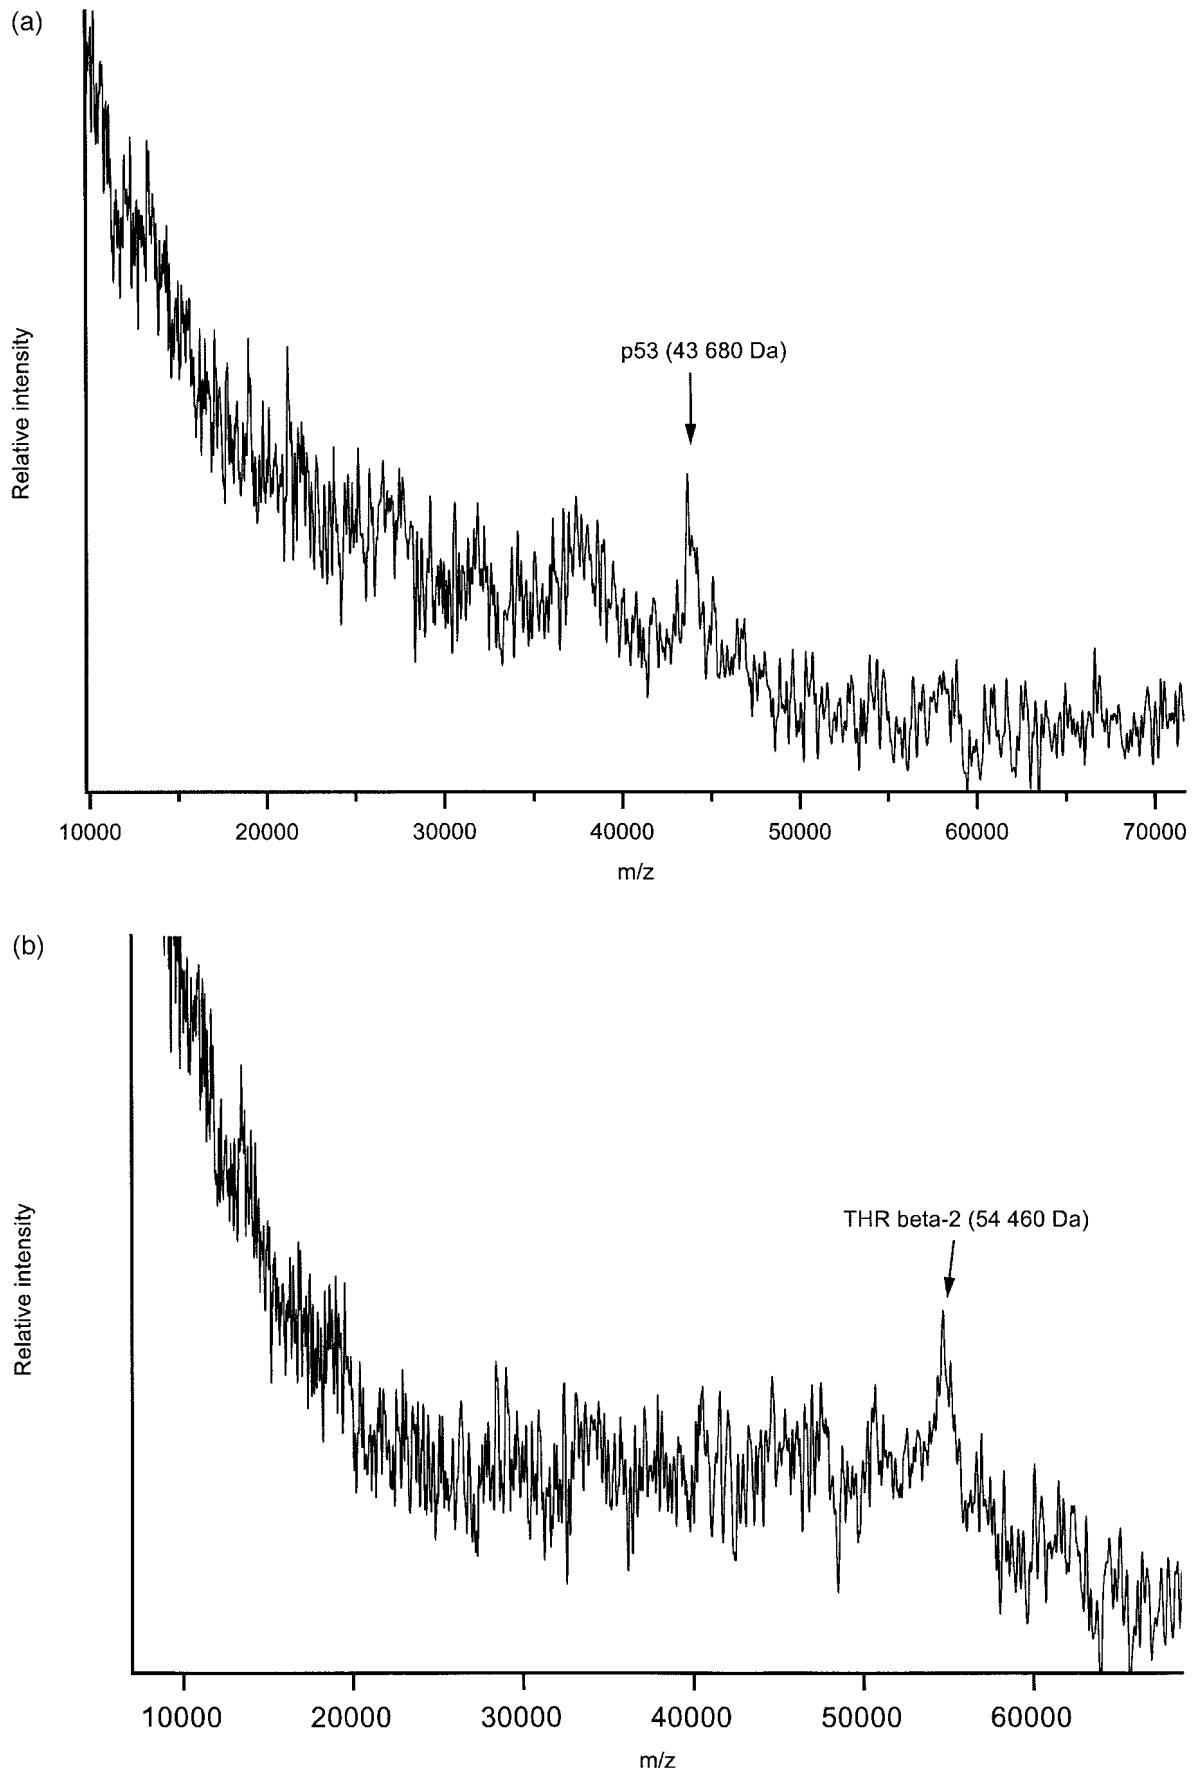 (a)
Relative intensity
p53 (43 680 Da)
10000 20000 30000 40000 50000 60000 70000
m/z
(b)
Relative intensity
THR beta-2 (54 460 Da)
10000 20000 30000 40000 50000 60000
m/z